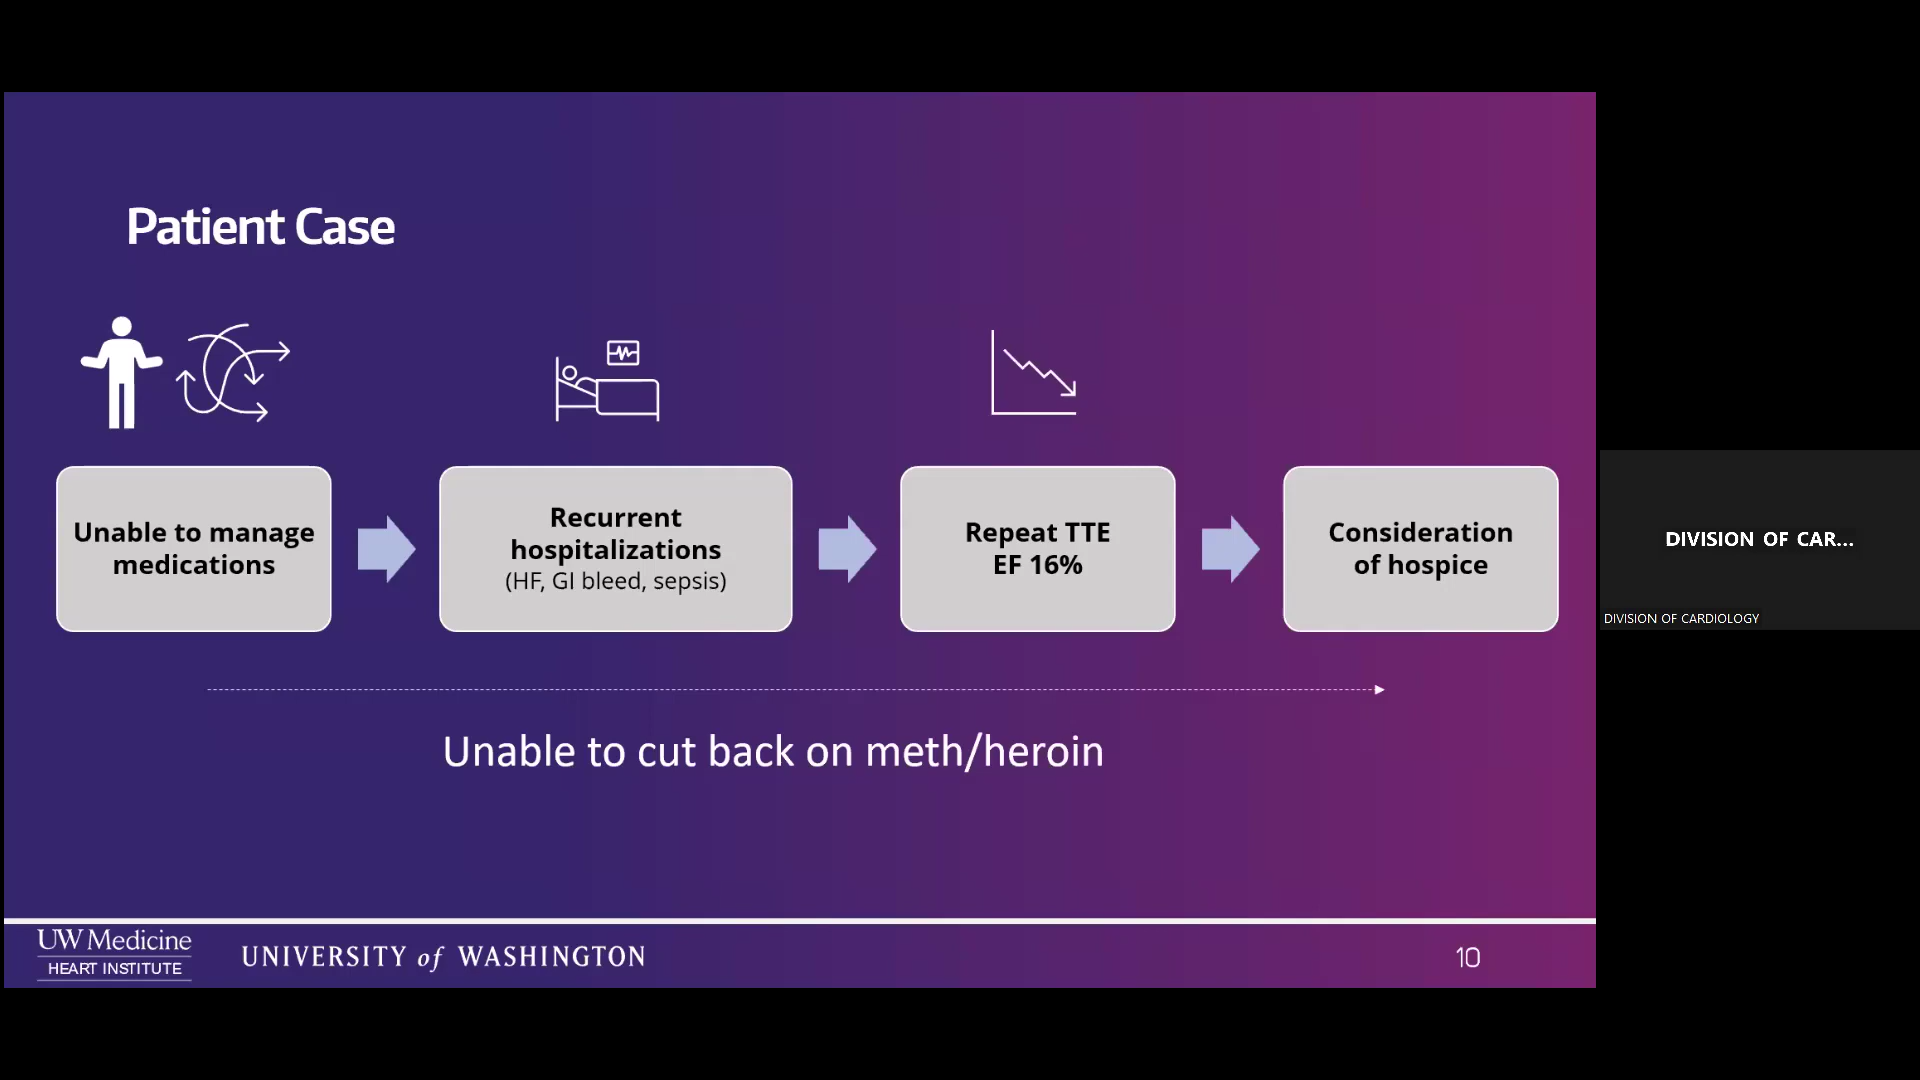 Patient Case
Unable to manage
medications
Recurrent
hospitalizations
(HF, GI bleed, sepsis)
Repeat TTE
EF 16%
Consideration
of hospice
Unable to cut back on meth/heroin
UW Medicine
HEART INSTITUTE
UNIVERSITY of WASHINGTON
10
DIVISION OF CAR...
DIVISION OF CARDIOLOGY